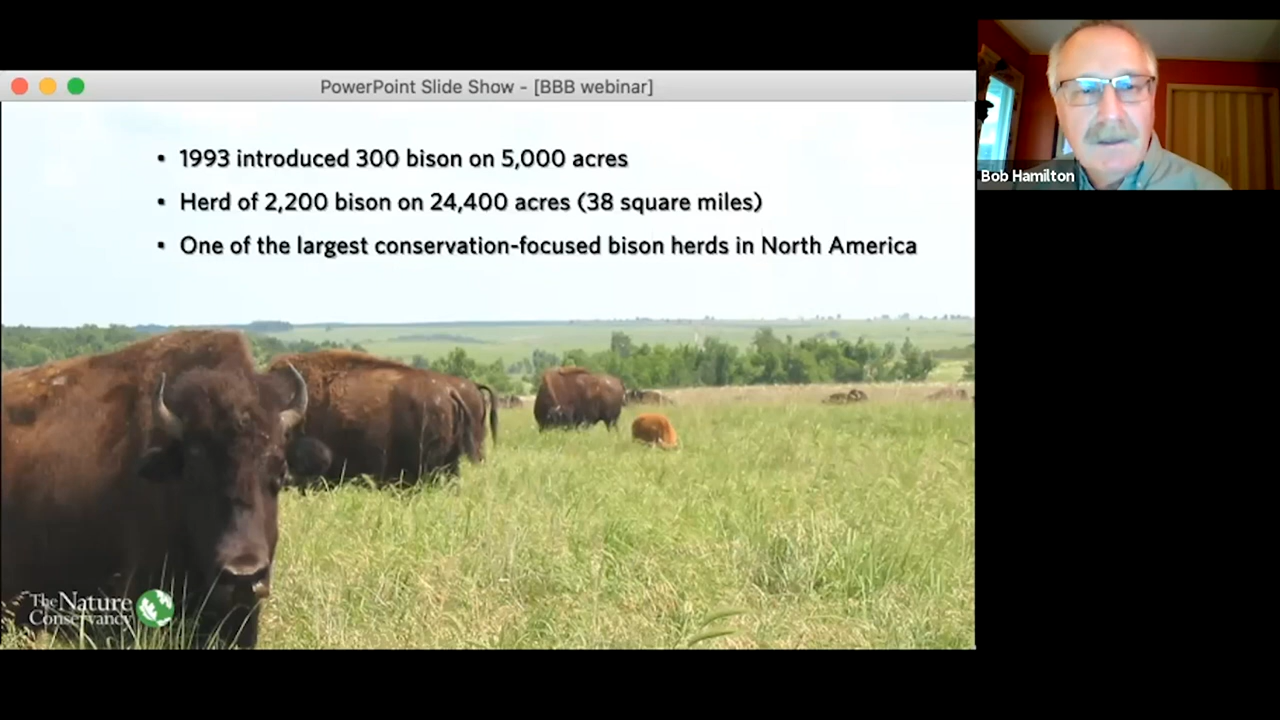 PowerPoint Slide Show - [BBB webinar]
• 1993 introduced 300 bison on 5,000 acres
• Herd of 2,200 bison on 24,400 acres (38 square miles)
• One of the largest conservation-focused bison herds in North America
Bob Hamilton
The Nature
Conservancy